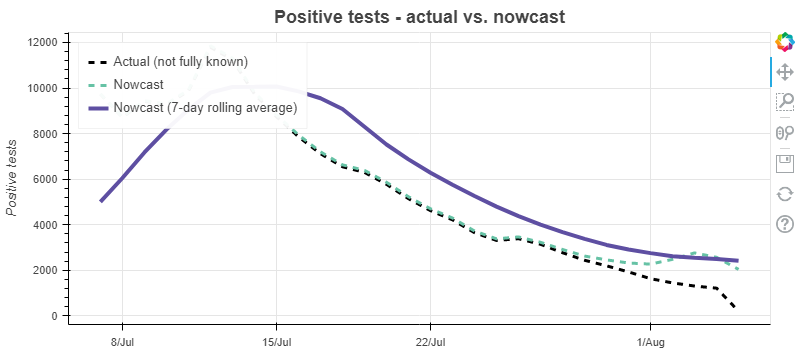 Positive tests - actual vs. nowcast
12000
10000
8000
6000
4000
2000
0
Positive tests
Actual (not fully known)
Nowcast
Nowcast (7-day rolling average)
8/Jul
15/Jul
22/Jul
1/Aug
?